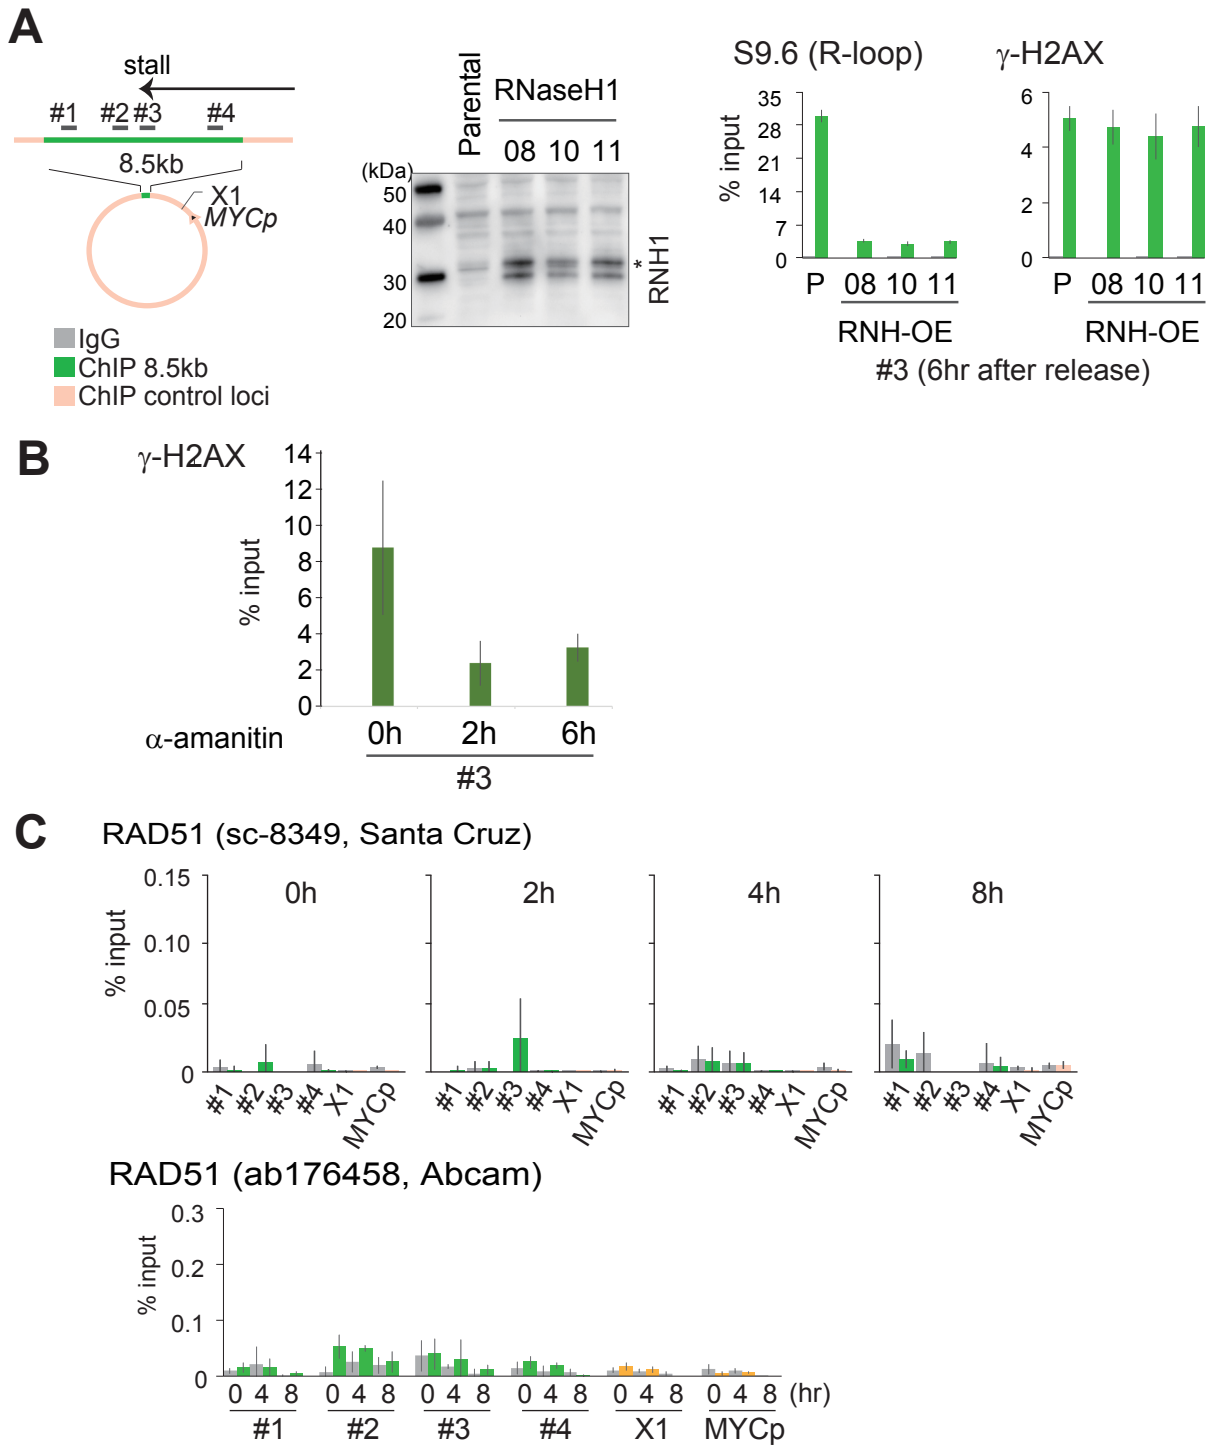 A
stall
#1 #2 #3 #4
8.5kb
X1
MYCp
IgG
ChIP 8.5kb
ChIP control loci
Parental
RNaseH1
08 10 11
(kDa)
50
40
30
20
*
RNH1
S9.6 (R-loop)
% input
35
28
21
14
7
0
P 08 10 11
RNH-OE
γ-H2AX
6
4
2
0
P 08 10 11
RNH-OE
#3 (6hr after release)
B
γ-H2AX
% input
14
12
10
8
6
4
2
0
α-amanitin
0h 2h 6h
#3
C
RAD51 (sc-8349, Santa Cruz)
% input
0.15
0.10
0.05
0
0h
#1 #2 #3 #4 X1 MYCp
2h
#1 #2 #3 #4 X1 MYCp
4h
#1 #2 #3 #4 X1 MYCp
8h
#1 #2 #3 #4 X1 MYCp
RAD51 (ab176458, Abcam)
% input
0.3
0.2
0.1
0
0 4 8 0 4 8 0 4 8 0 4 8 0 4 8 0 4 8 (hr)
#1 #2 #3 #4 X1 MYCp